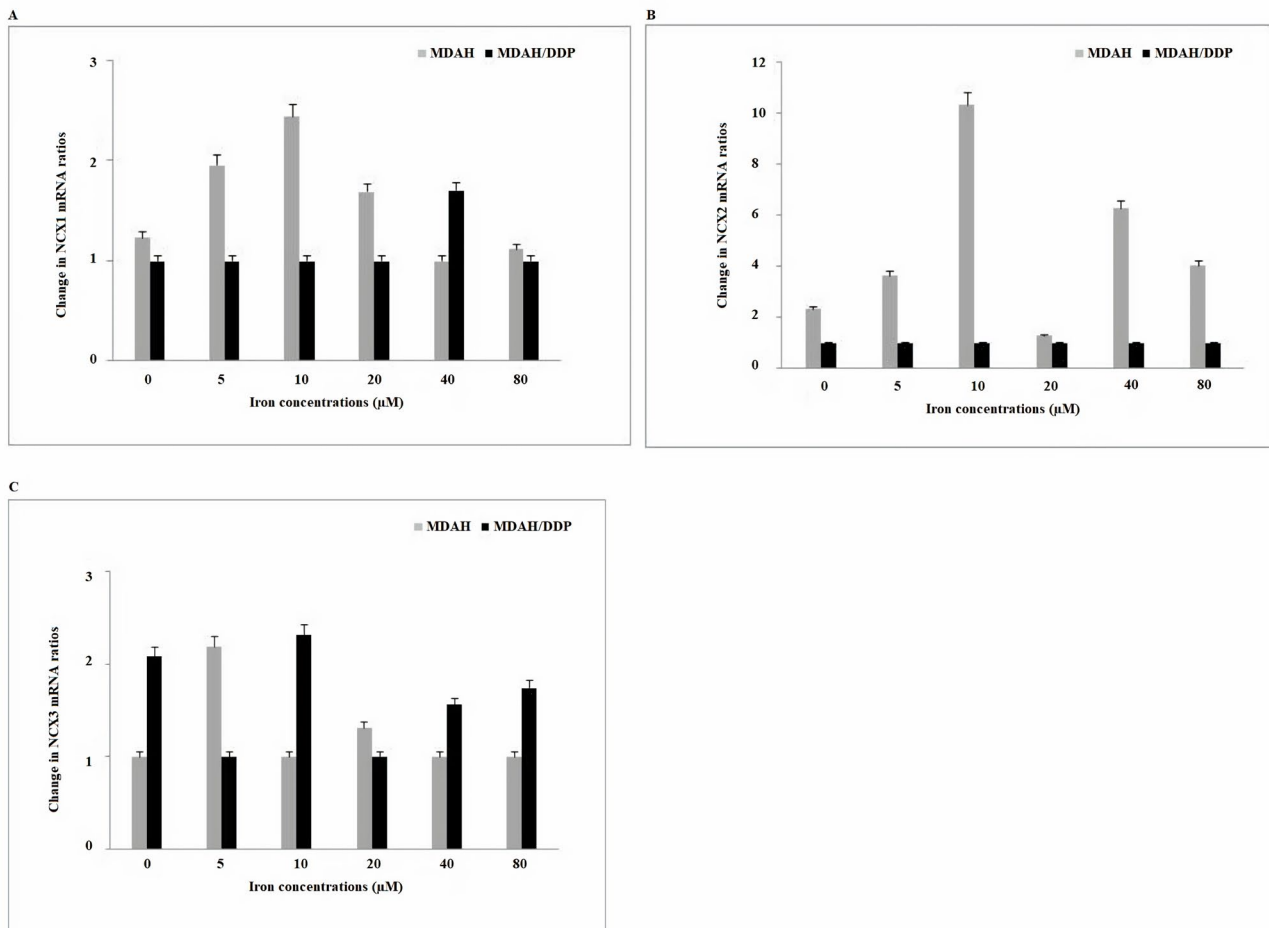 A
MDAH MDAH/DDP
Change in NCX1 mRNA ratios
3
2
1
0
0 5 10 20 40 80
Iron concentrations (µM)
B
MDAH MDAH/DDP
Change in NCX2 mRNA ratios
12
10
8
6
4
2
0
0 5 10 20 40 80
Iron concentrations (µM)
C
MDAH MDAH/DDP
Change in NCX3 mRNA ratios
3
2
1
0
0 5 10 20 40 80
Iron concentrations (µM)